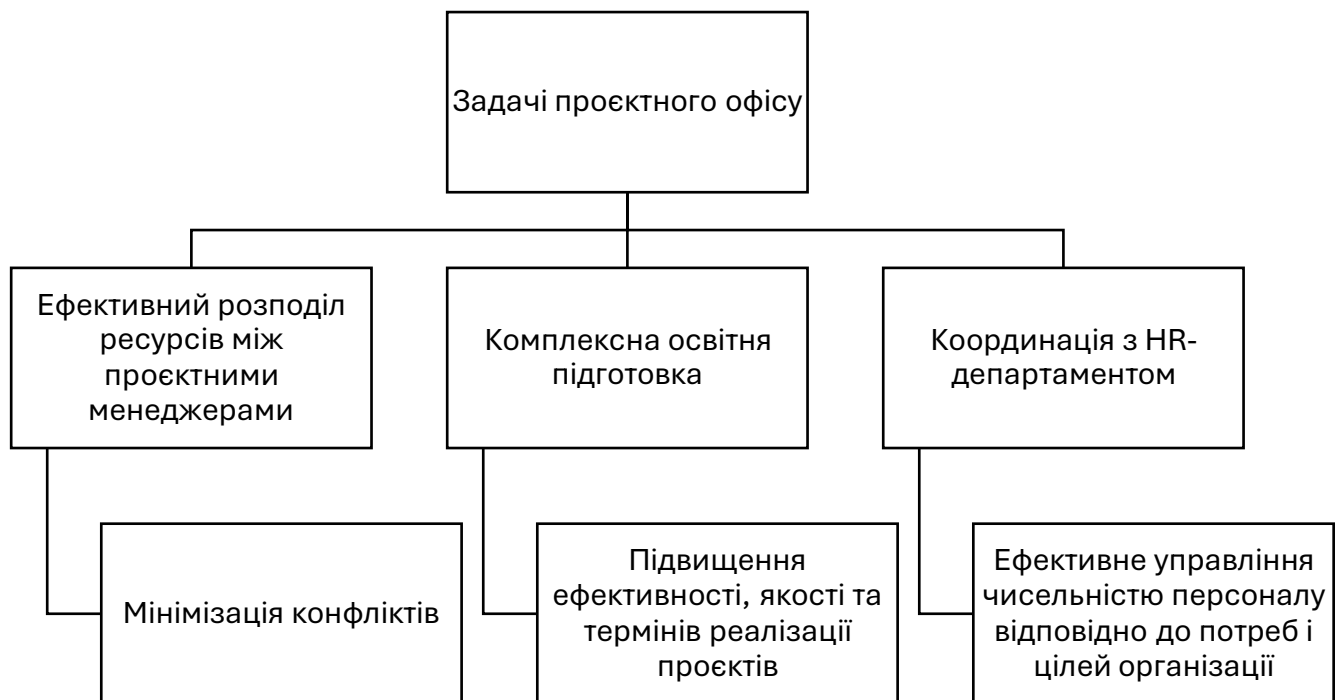 Задачі проєктного офісу
Ефективний розподіл
ресурсів між
проєктними
менеджерами
Комплексна освітня
підготовка
Координація з HR-
департаментом
Мінімізація конфліктів
Підвищення
ефективності, якості та
термінів реалізації
проєктів
Ефективне управління
чисельністю персоналу
відповідно до потреб і
цілей організації